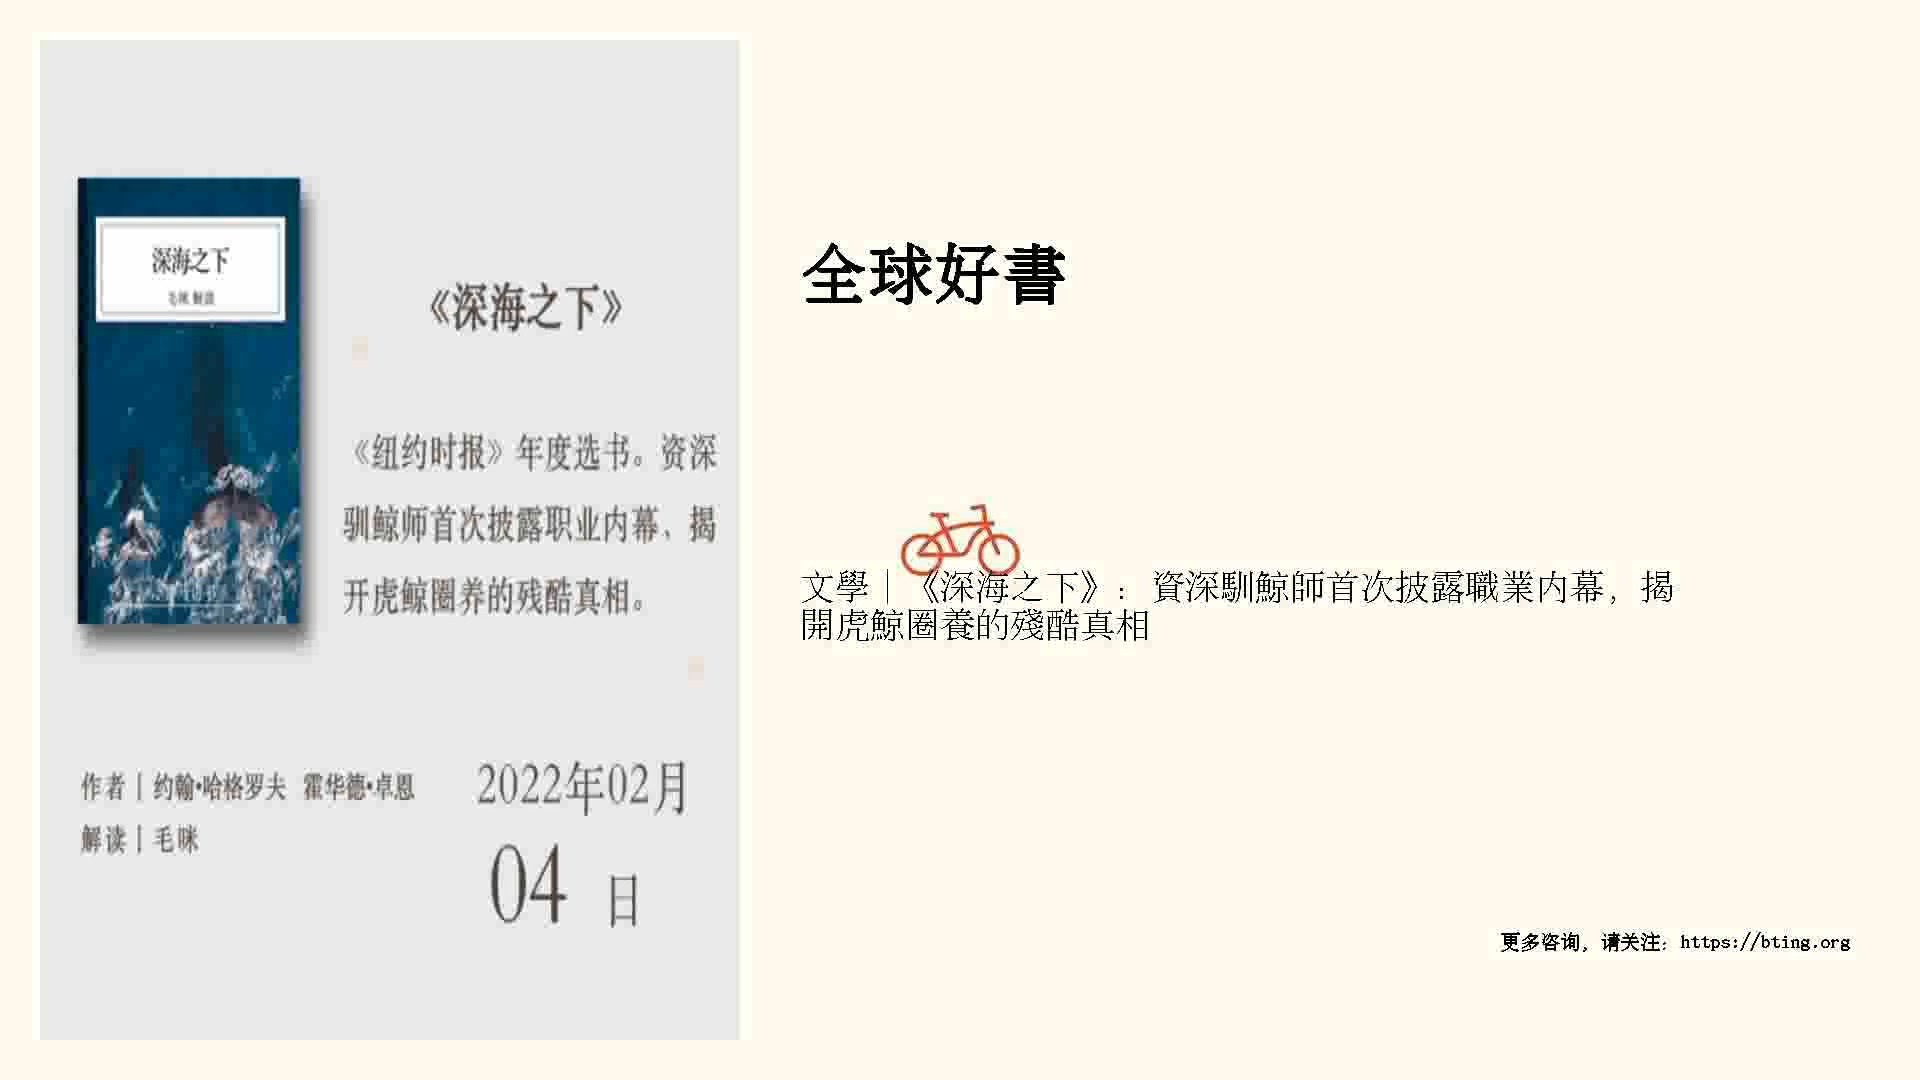 深海之下
毛咪 解读
《深海之下》
《纽约时报》年度选书。资深
驯鲸师首次披露职业内幕，揭
开虎鲸圈养的残酷真相。
作者丨约翰•哈格罗夫 霍华德•卓恩
解读丨毛咪
2022年02月
04 日
全球好書
文學｜《深海之下》：資深馴鯨師首次披露職業內幕，揭
開虎鯨圈養的殘酷真相
更多咨询，请关注：https://bting.org